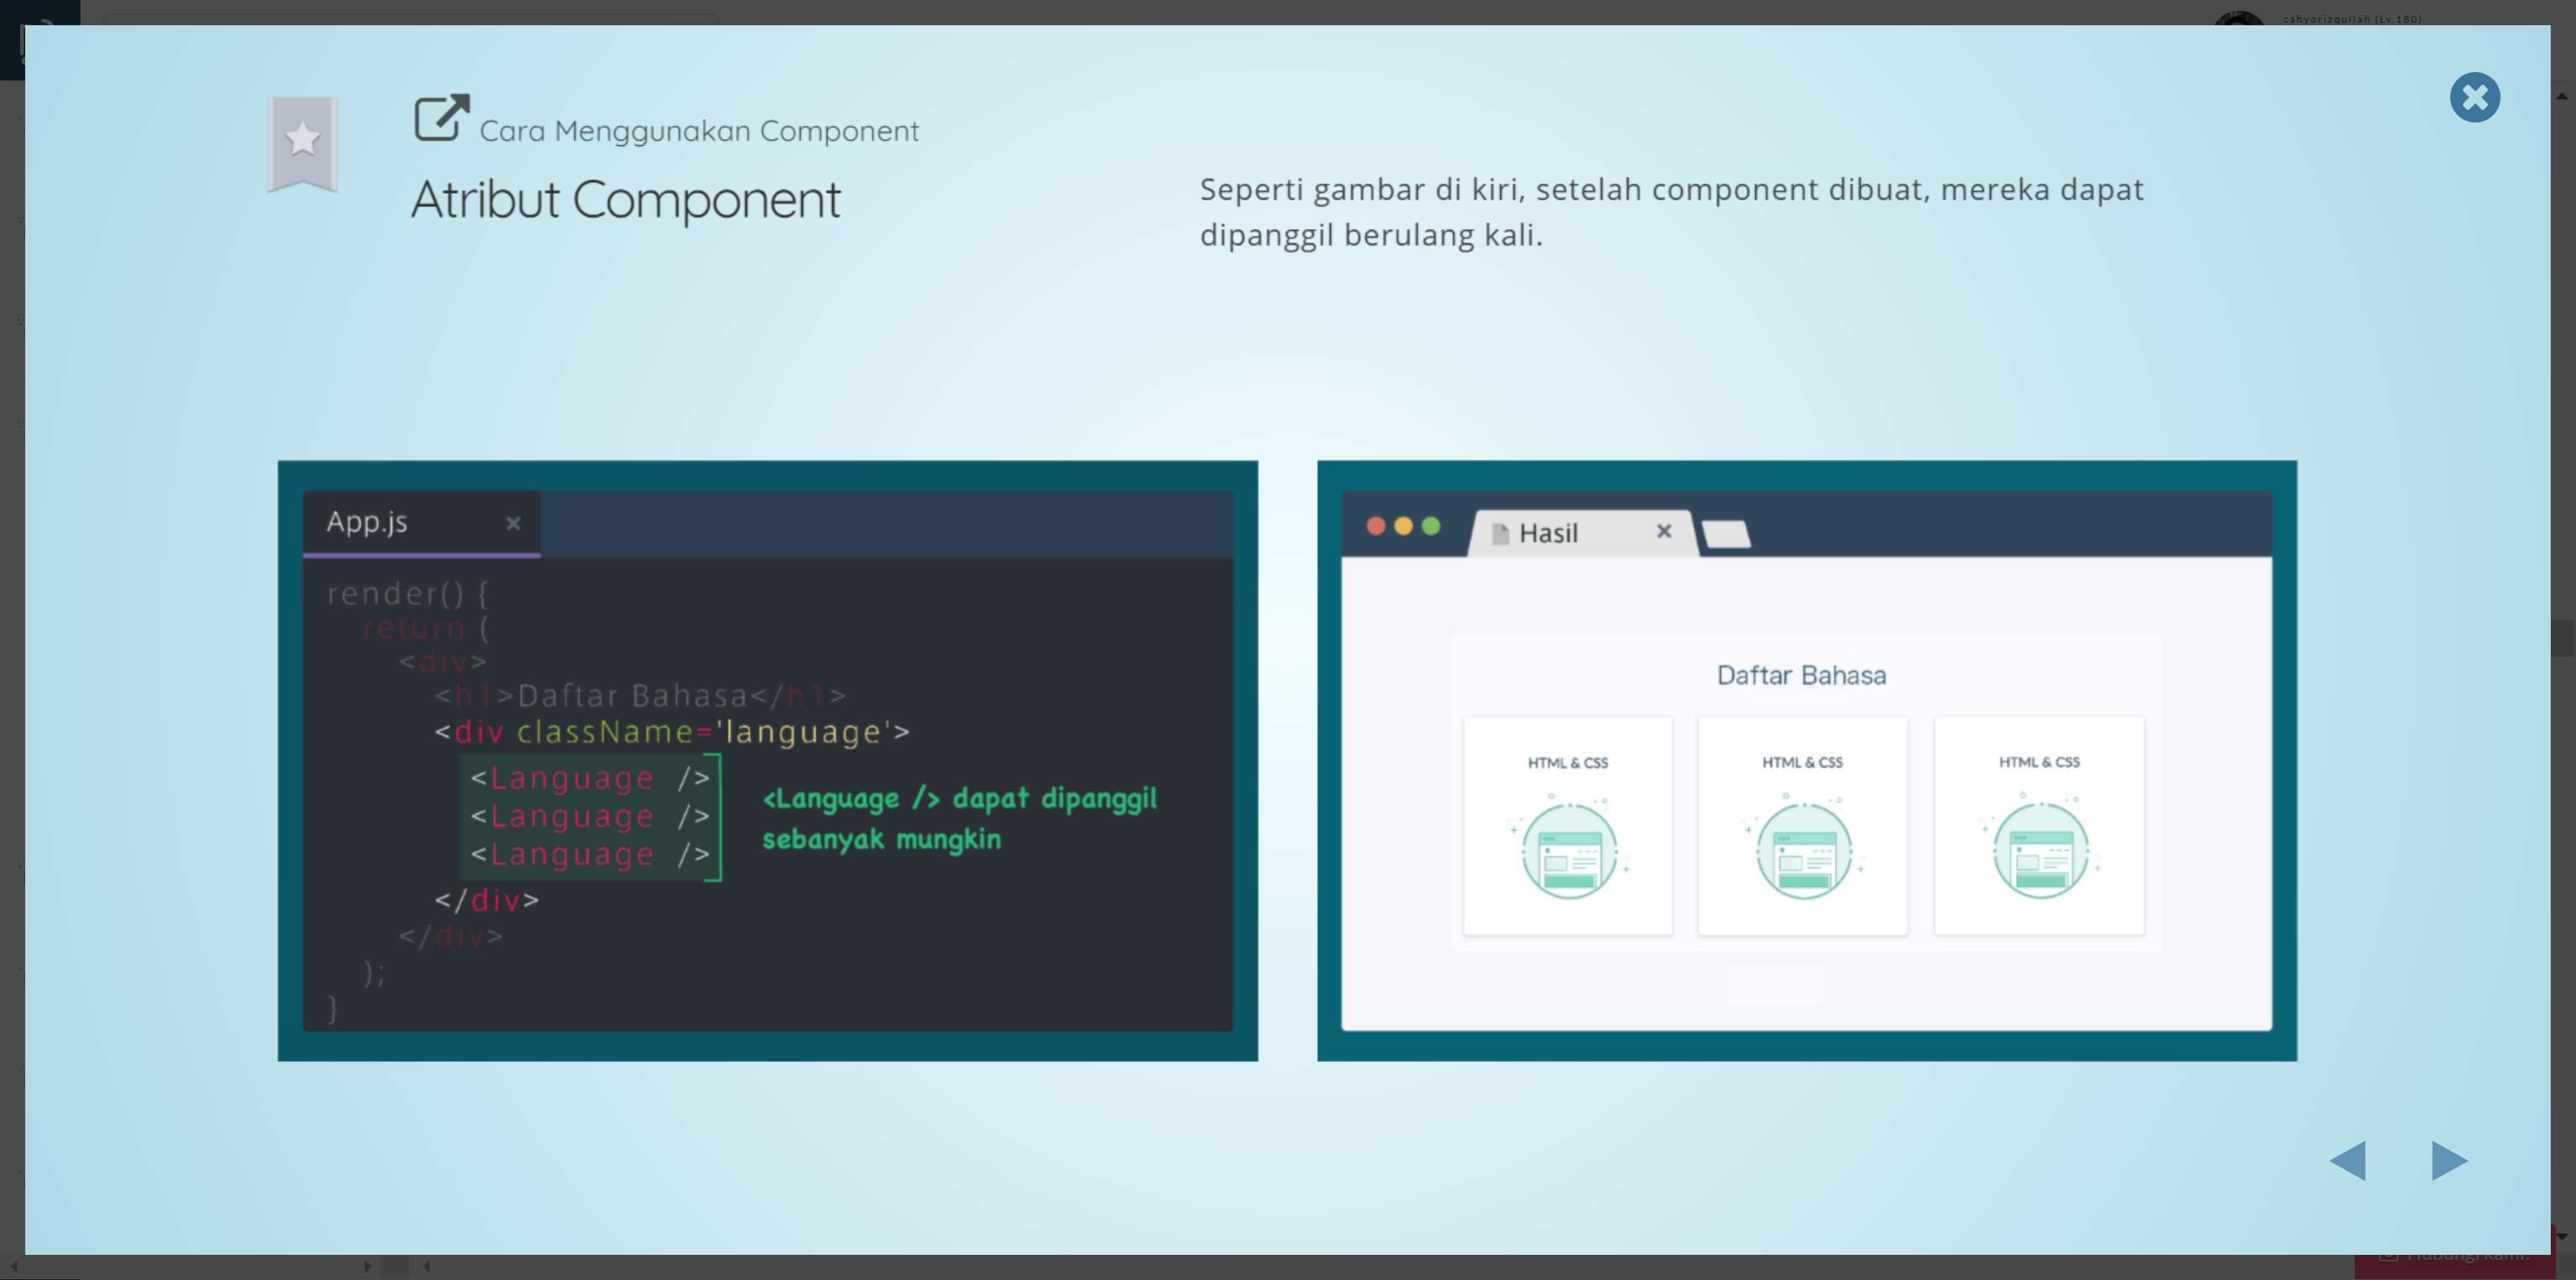 cahyorizqullah (Lv.180)
Cara Menggunakan Component
Atribut Component
Seperti gambar di kiri, setelah component dibuat, mereka dapat
dipanggil berulang kali.
App.js
render() {
return (
<div>
<h1>Daftar Bahasa</h1>
<div className='language'>
<Language />
<Language />
<Language />
<Language /> dapat dipanggil
sebanyak mungkin
</div>
</div>
);
}
Hasil
Daftar Bahasa
HTML & CSS
HTML & CSS
HTML & CSS
Hubungi kami.